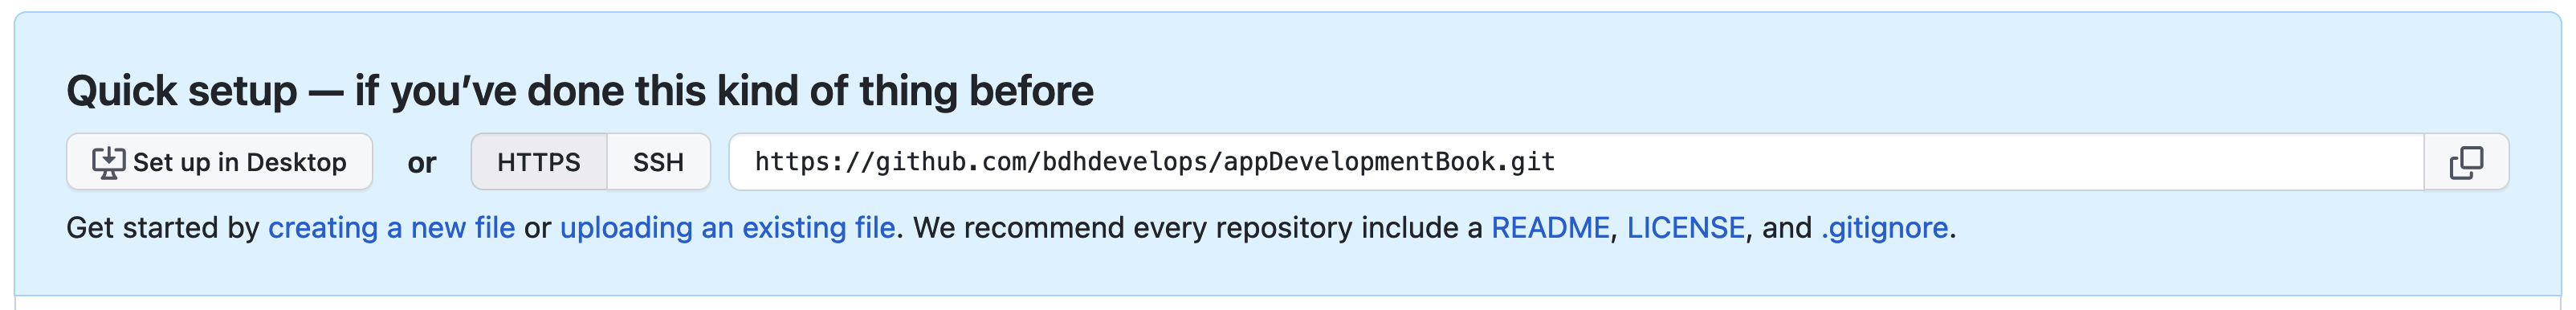 Quick setup — if you’ve done this kind of thing before
Set up in Desktop or HTTPS SSH https://github.com/bdhdevelops/appDevelopmentBook.git
Get started by creating a new file or uploading an existing file. We recommend every repository include a README, LICENSE, and .gitignore.